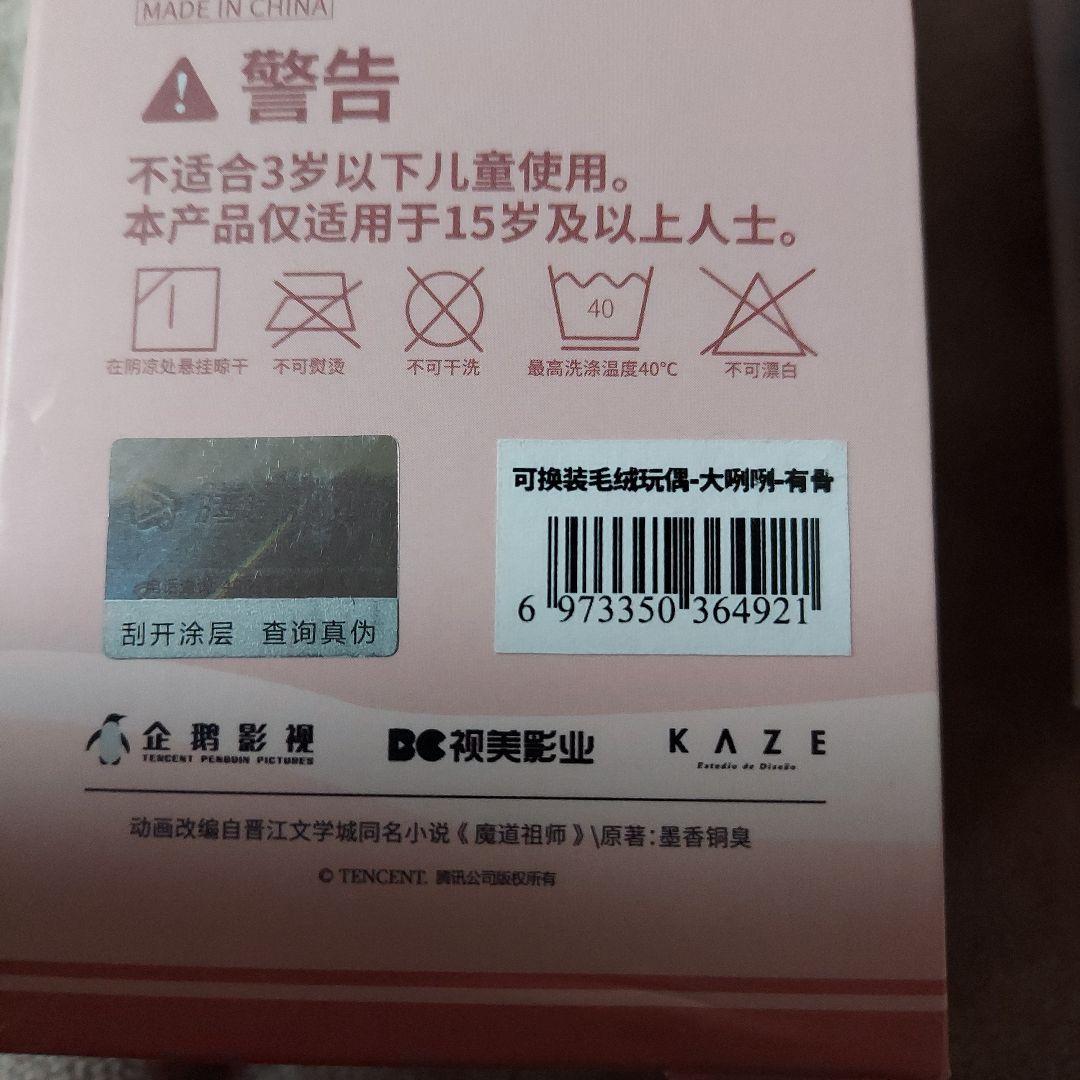 MADE IN CHINA
警告
不适合3岁以下儿童使用。
本产品仅适用于15岁及以上人士。
40
在阴凉处悬挂晾干 不可熨烫 不可干洗 最高洗涤温度40℃ 不可漂白
可换装毛绒玩偶-大咧咧-有骨
6 973350 364921
刮开涂层 查询真伪
企鹅影视
TENCENT PENGUIN PICTURES
视美影业
KAZE
Estudio de Diseño
动画改编自晋江文学城同名小说《魔道祖师》\原著:墨香铜臭
© TENCENT. 腾讯公司版权所有